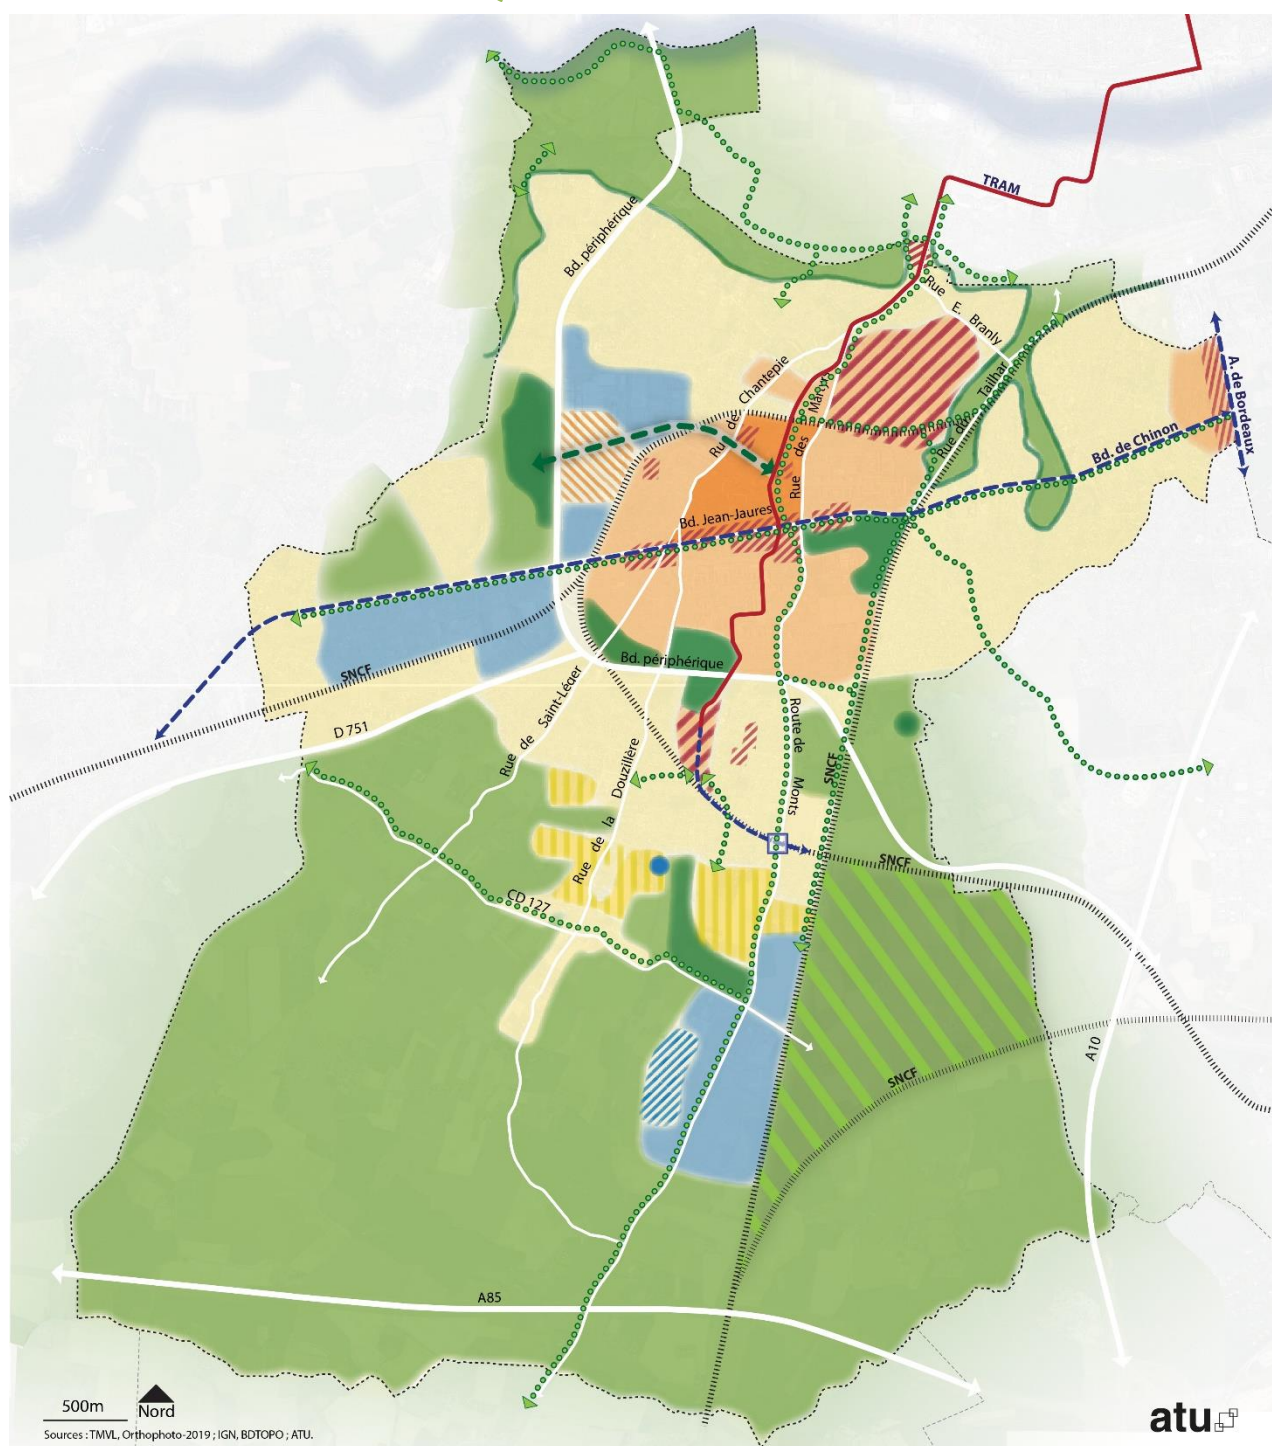 TRAM
Bd. périphérique
Rue E. Branly
Rue de Chantepie
Martyrs
Rue des
Tailhar
Rue du
A. de Bordeaux
Bd. de Chinon
Bd. Jean-Jaures
Bd. périphérique
SNCF
D 751
Rue de Saint-Léger
Rue de la Douzillère
Route de Monts
SNCF
SNCF
CD 127
A10
SNCF
A85
500m
Nord
Sources : TMVL, Orthophoto-2019 ; IGN, BDTOPO ; ATU.
atu